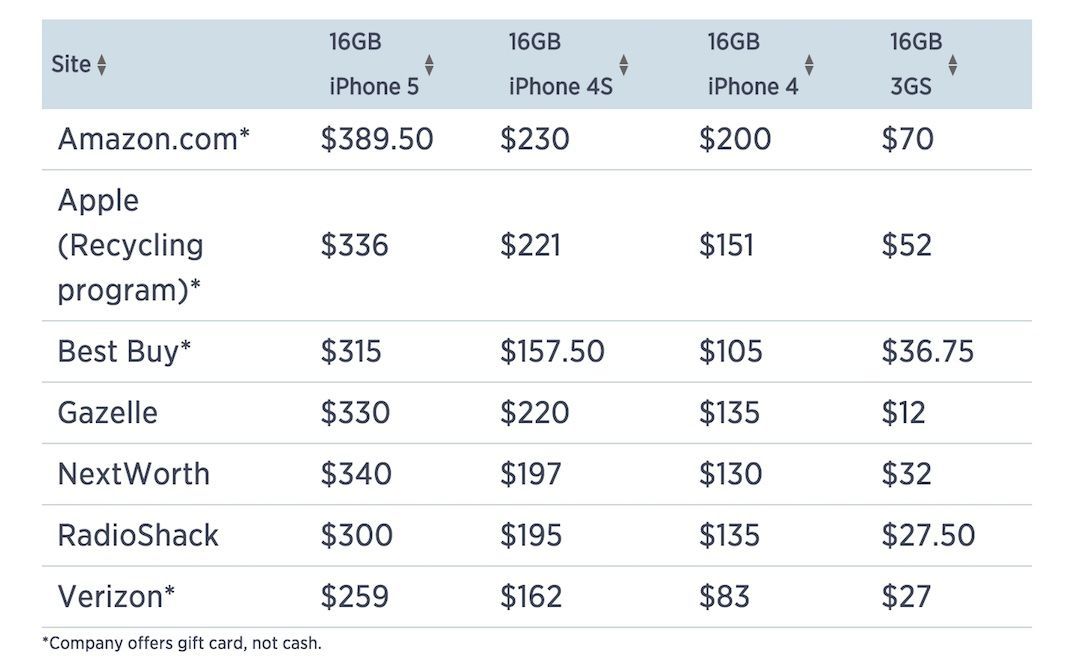 Site 16GB iPhone 5 16GB iPhone 4S 16GB iPhone 4 16GB 3GS
Amazon.com* $389.50 $230 $200 $70
Apple (Recycling program)* $336 $221 $151 $52
Best Buy* $315 $157.50 $105 $36.75
Gazelle $330 $220 $135 $12
NextWorth $340 $197 $130 $32
RadioShack $300 $195 $135 $27.50
Verizon* $259 $162 $83 $27
*Company offers gift card, not cash.